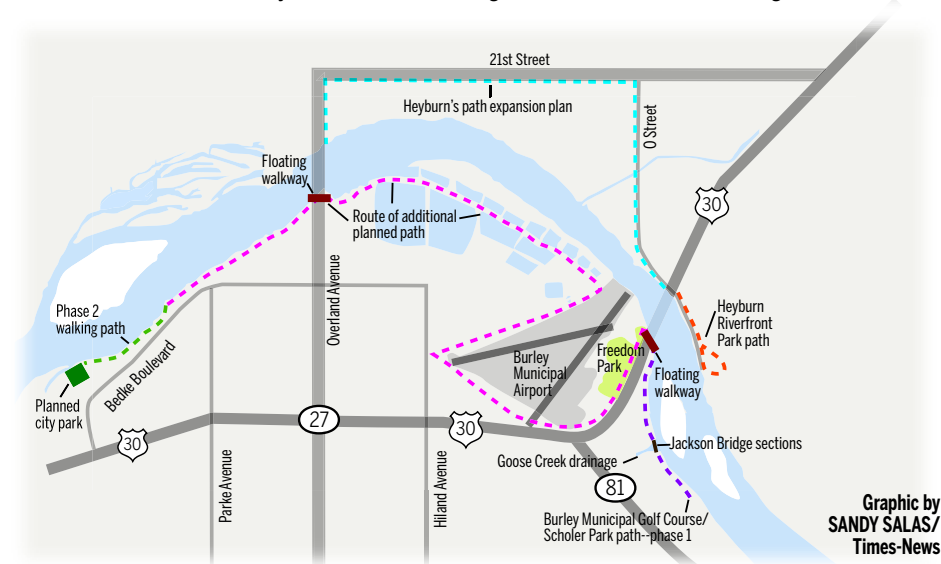 21st Street
Heyburn's path expansion plan
O Street
Floating
walkway
30
Route of additional
planned path
Overland Avenue
Phase 2
walking path
Heyburn
Riverfront
Park path
Bedke Boulevard
Burley
Municipal
Airport
Freedom
Park
Floating
walkway
Planned
city park
27
30
30
Jackson Bridge sections
Goose Creek drainage
Parke Avenue
Hiland Avenue
81
Burley Municipal Golf Course/
Scholer Park path--phase 1
Graphic by
SANDY SALAS/
Times-News